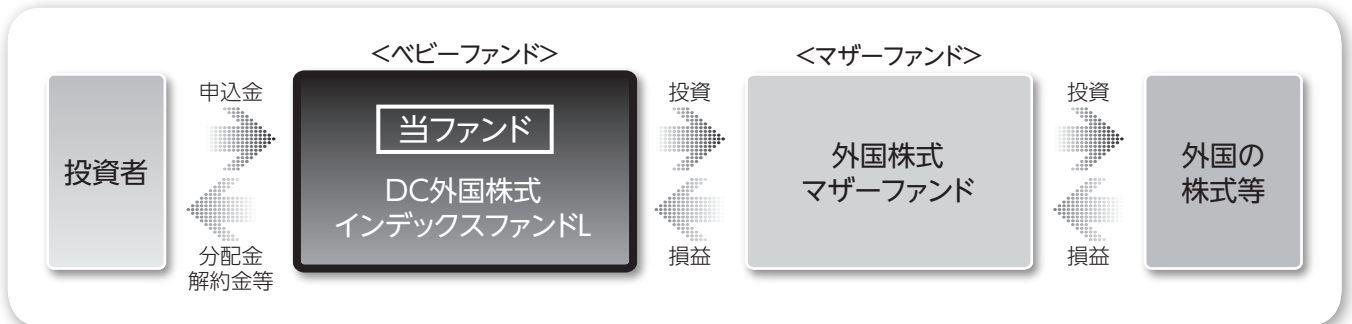 <ベビーファンド>
<マザーファンド>
投資者
申込金
分配金
解約金等
当ファンド
DC外国株式
インデックスファンドL
投資
損益
外国株式
マザーファンド
投資
損益
外国の
株式等